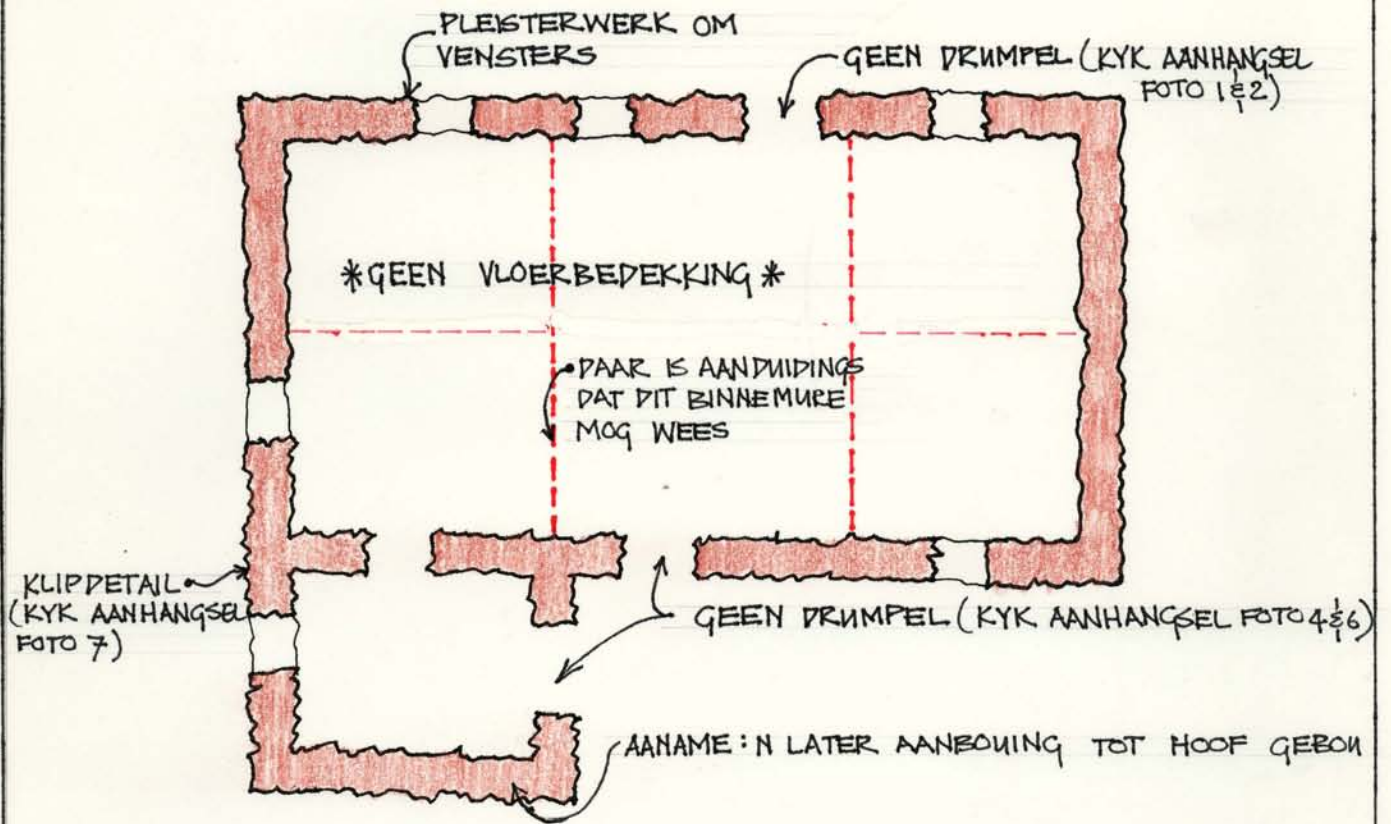 PLEISTERWERK OM
VENSTERS
GEEN DRUMPEL (KYK AANHANGSEL
FOTO 1 & 2)
*GEEN VLOERBEDEKKING*
DAAR IS AANDUIDINGS
DAT DIT BINNEMURE
MOG WEES
KLIPDETAIL
(KYK AANHANGSEL
FOTO 7)
GEEN DRUMPEL (KYK AANHANGSEL FOTO 4 & 6)
AANAME: N LATER AANBOUING TOT HOOF GEBOU